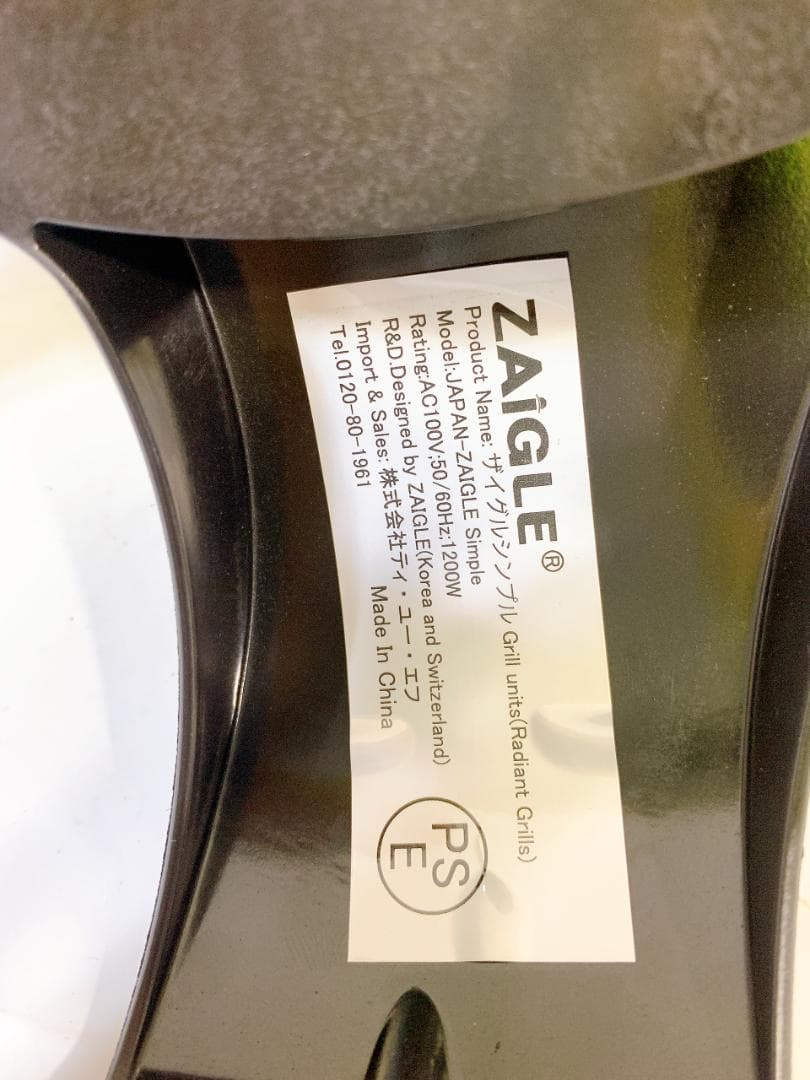 ZAiGLE®
Product Name: ザイグルシンプル Grill units(Radiant Grills)
Model:JAPAN-ZAIGLE Simple
Rating:AC100V:50/60Hz:1200W
R&D.Designed by ZAIGLE(Korea and Switzerland)
Import & Sales: 株式会社ティ・ユー・エフ
Tel.0120-80-1961 Made In China
PS
E